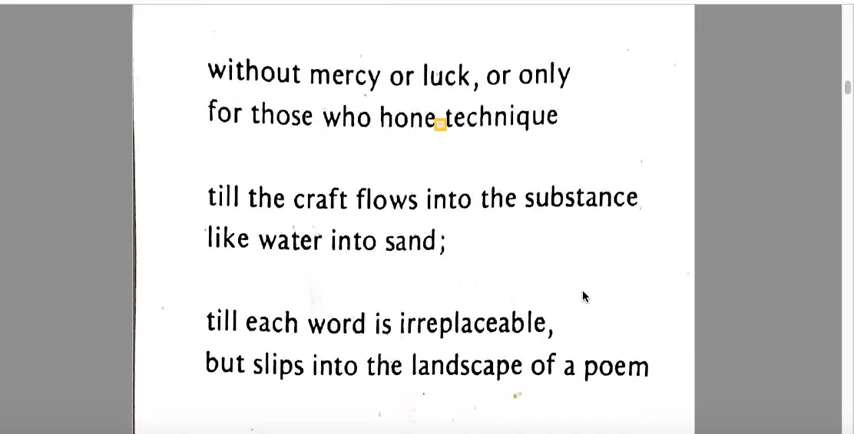 without mercy or luck, or only
for those who hone technique
till the craft flows into the substance
like water into sand;
till each word is irreplaceable,
but slips into the landscape of a poem